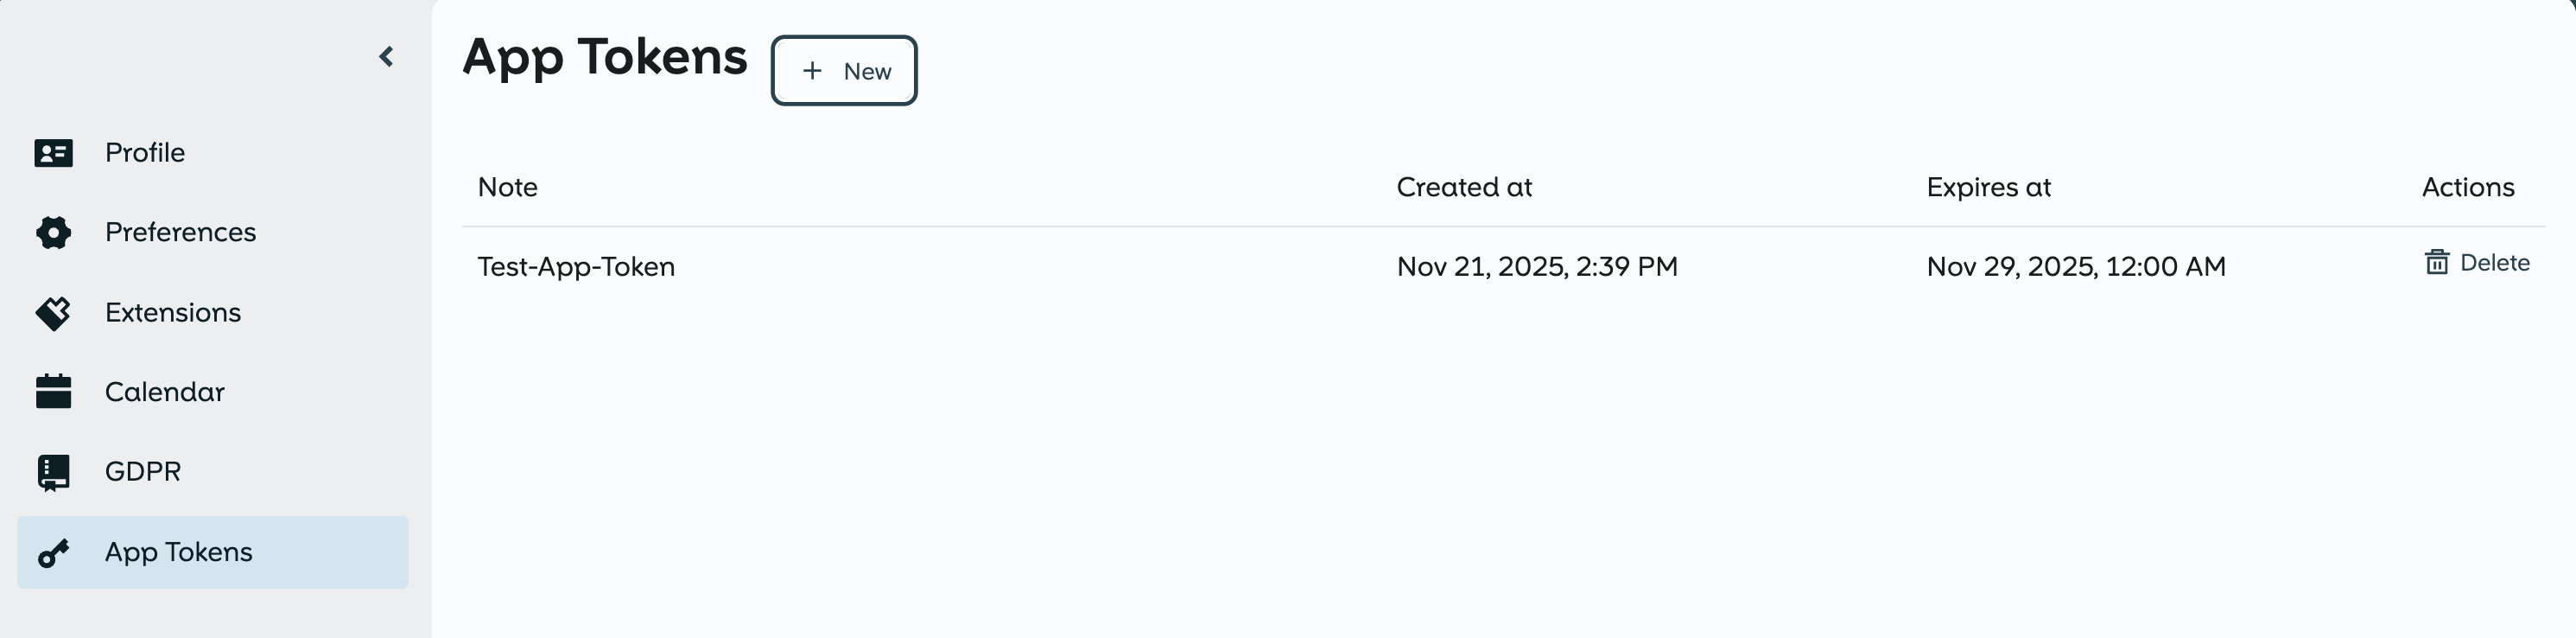 App Tokens
New
Profile
Preferences
Extensions
Calendar
GDPR
App Tokens
Note Created at Expires at Actions
Test-App-Token Nov 21, 2025, 2:39 PM Nov 29, 2025, 12:00 AM Delete